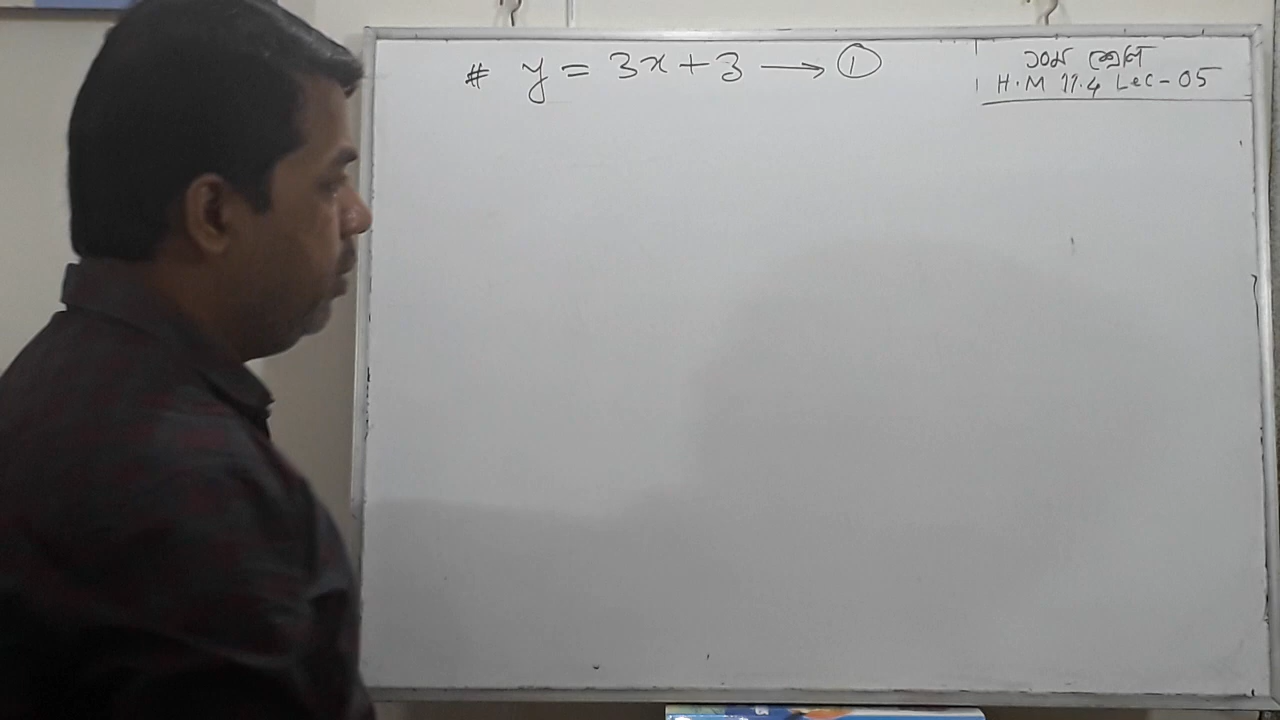 # y = 3x + 3 ⟶ ①
১০ম শ্রেণি
H.M 11.4 Lec-05